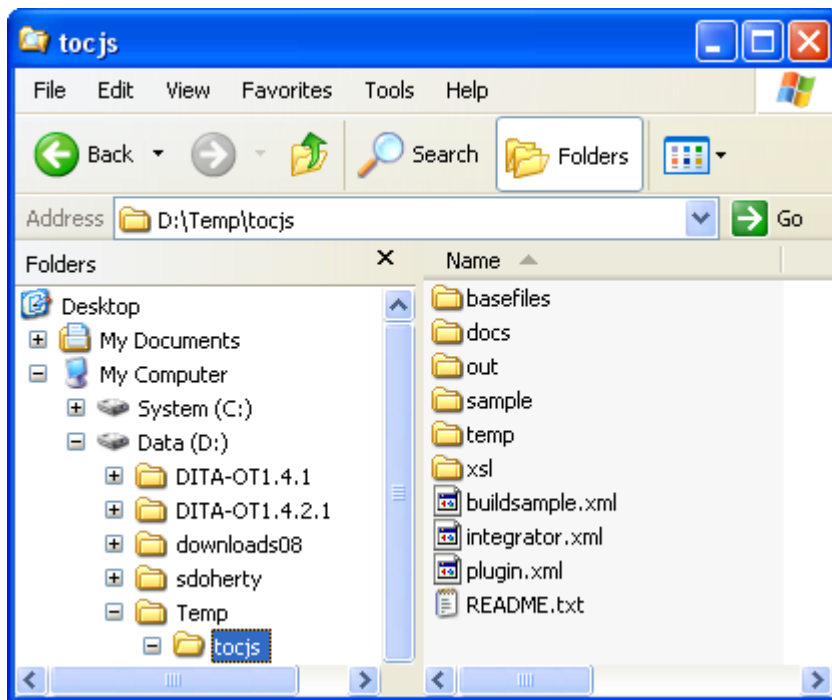 tocjs
File Edit View Favorites Tools Help
Back Search Folders
Address D:\Temp\tocjs Go
Folders
Name
Desktop
My Documents
My Computer
System (C:)
Data (D:)
DITA-OT1.4.1
DITA-OT1.4.2.1
downloads08
sdoherty
Temp
tocjs
basefiles
docs
out
sample
temp
xsl
buildsample.xml
integrator.xml
plugin.xml
README.txt